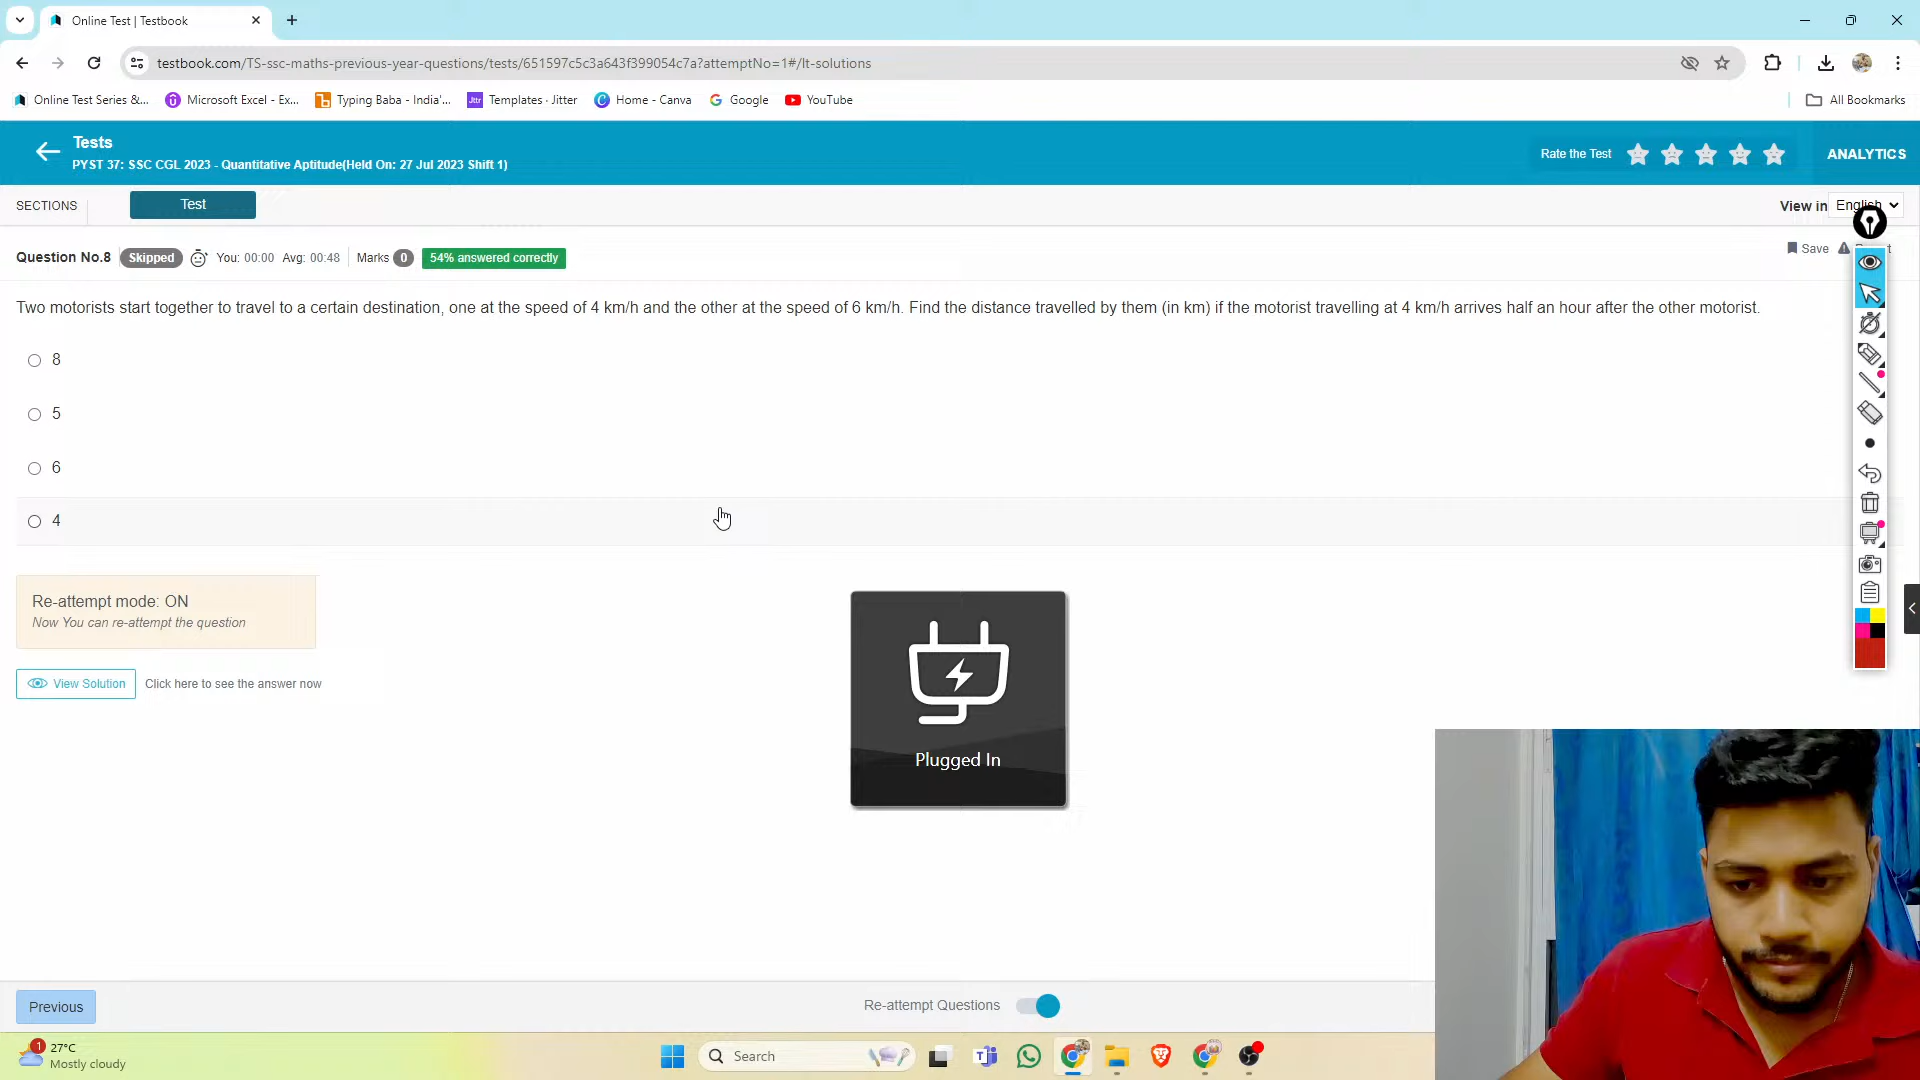 Online Test | Testbook
testbook.com/TS-ssc-maths-previous-year-questions/tests/651597c5c3a643f399054c7a?attemptNo=1#/lt-solutions
Online Test Series &... Microsoft Excel - Ex... Typing Baba - India'... Jttr Templates · Jitter Home - Canva Google YouTube All Bookmarks
Tests
PYST 37: SSC CGL 2023 - Quantitative Aptitude(Held On: 27 Jul 2023 Shift 1)
Rate the Test ANALYTICS
SECTIONS Test View in English
Question No.8 Skipped You: 00:00 Avg: 00:48 Marks 0 54% answered correctly Save
Two motorists start together to travel to a certain destination, one at the speed of 4 km/h and the other at the speed of 6 km/h. Find the distance travelled by them (in km) if the motorist travelling at 4 km/h arrives half an hour after the other motorist.
8
5
6
4
Re-attempt mode: ON
Now You can re-attempt the question
View Solution Click here to see the answer now
Plugged In
Previous Re-attempt Questions
1 27°C
Mostly cloudy
Search